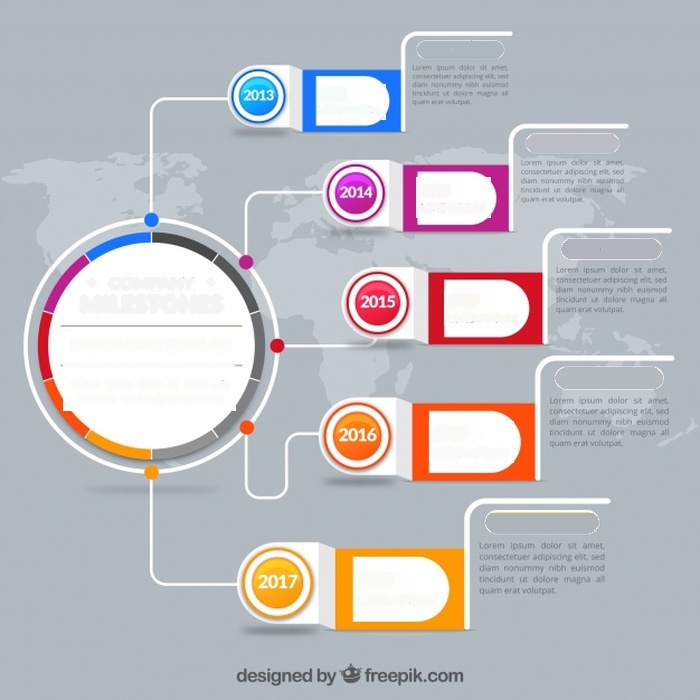 COMPANY
MILESTONES
2013
Lorem ipsum dolor sit amet,
consectetuer adipiscing elit, sed
diam nonummy nibh euismod
tincidunt ut dolore magna all
erat volutpat.
2014
Lorem ipsum dolor sit amet,
consectetuer adipiscing elit, sed
diam nonummy nibh euismod
tincidunt ut dolore magna all
erat volutpat.
2015
Lorem ipsum dolor sit amet,
consectetuer adipiscing elit, sed
diam nonummy nibh euismod
tincidunt ut dolore magna all
erat volutpat.
2016
Lorem ipsum dolor sit amet,
consectetuer adipiscing elit, sed
diam nonummy nibh euismod
tincidunt ut dolore magna all
erat volutpat.
2017
Lorem ipsum dolor sit amet,
consectetuer adipiscing elit, sed
diam nonummy nibh euismod
tincidunt ut dolore magna all
erat volutpat.
designed by freepik.com